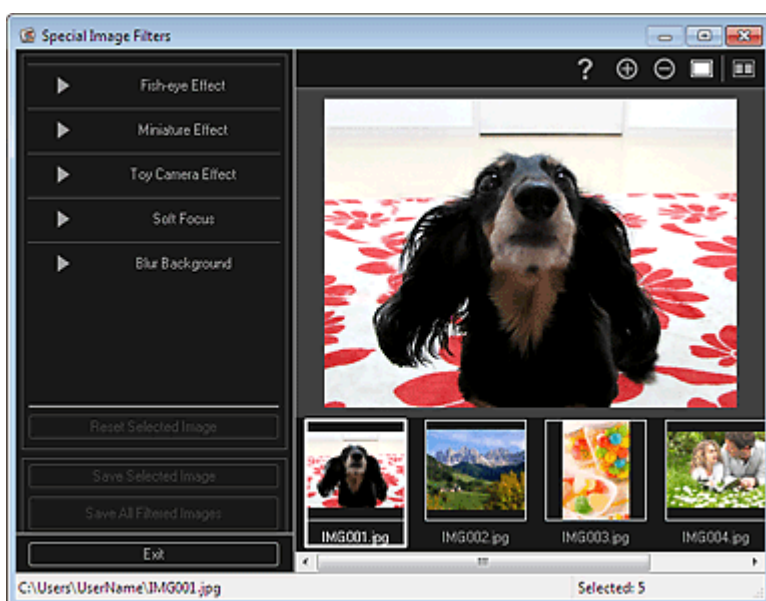 Special Image Filters
?
Fish-eye Effect
Miniature Effect
Toy Camera Effect
Soft Focus
Blur Background
Reset Selected Image
Save Selected Image
Save All Filtered Images
Exit
IMG001.jpg
IMG002.jpg
IMG003.jpg
IMG004.jpg
C:\Users\UserName\IMG001.jpg
Selected: 5